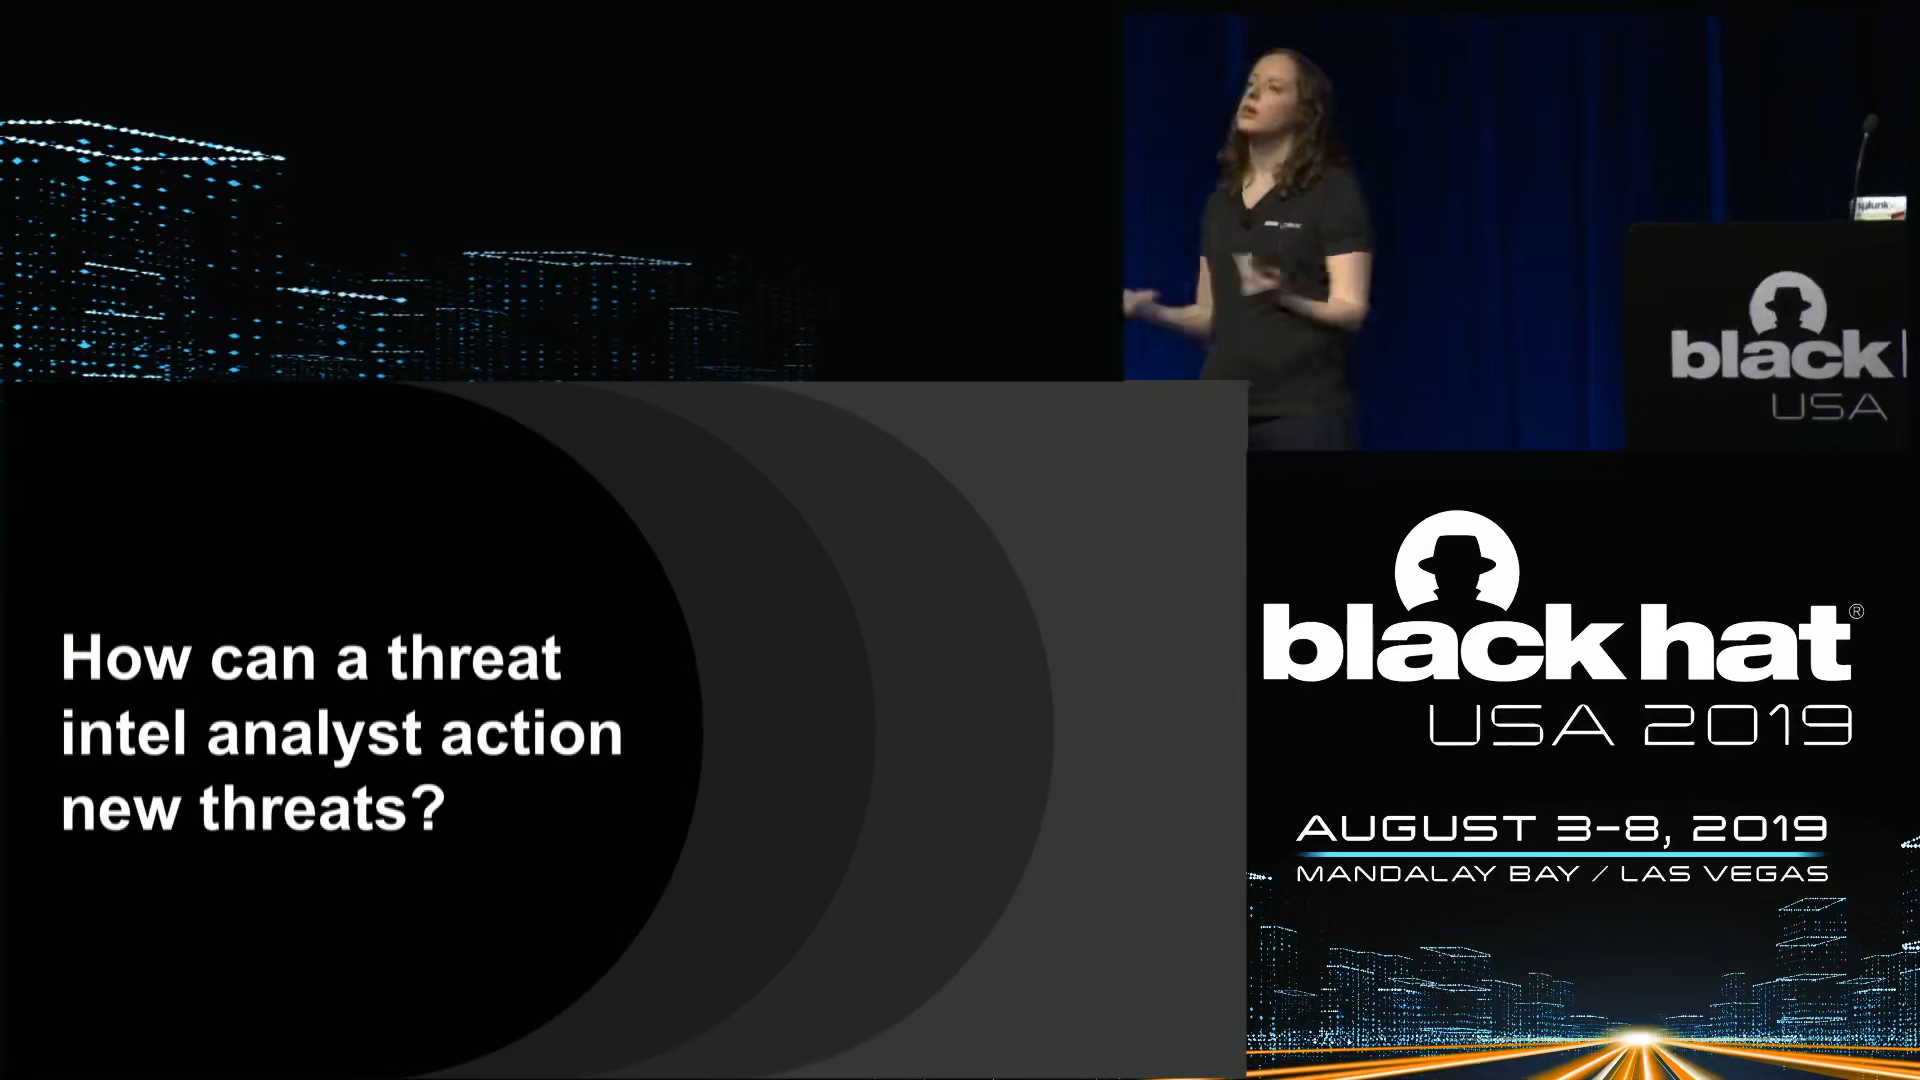 splunk>
black
USA
How can a threat
intel analyst action
new threats?
black hat®
USA 2019
AUGUST 3-8, 2019
MANDALAY BAY / LAS VEGAS